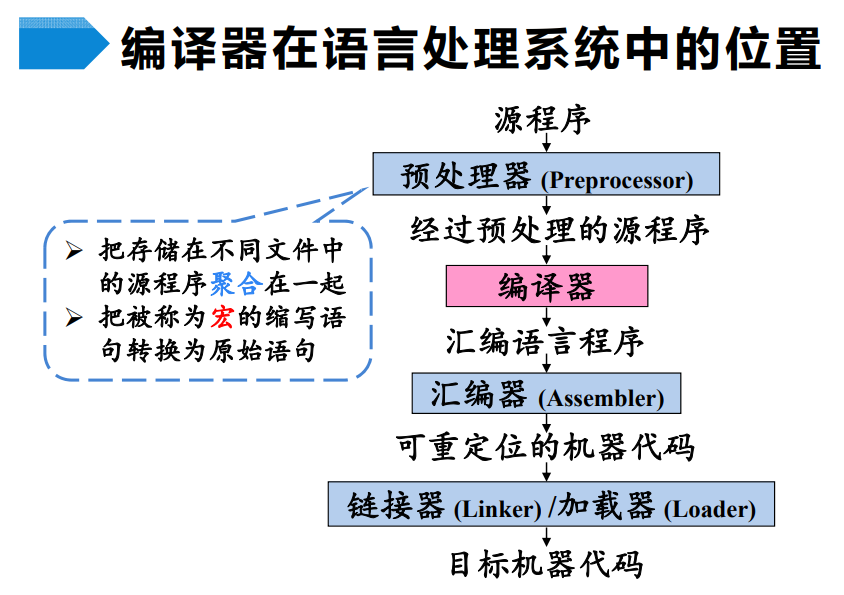 编译器在语言处理系统中的位置
源程序
预处理器 (Preprocessor)
经过预处理的源程序
➢ 把存储在不同文件中
的源程序聚合在一起
➢ 把被称为宏的缩写语
句转换为原始语句
编译器
汇编语言程序
汇编器 (Assembler)
可重定位的机器代码
链接器 (Linker) /加载器 (Loader)
目标机器代码